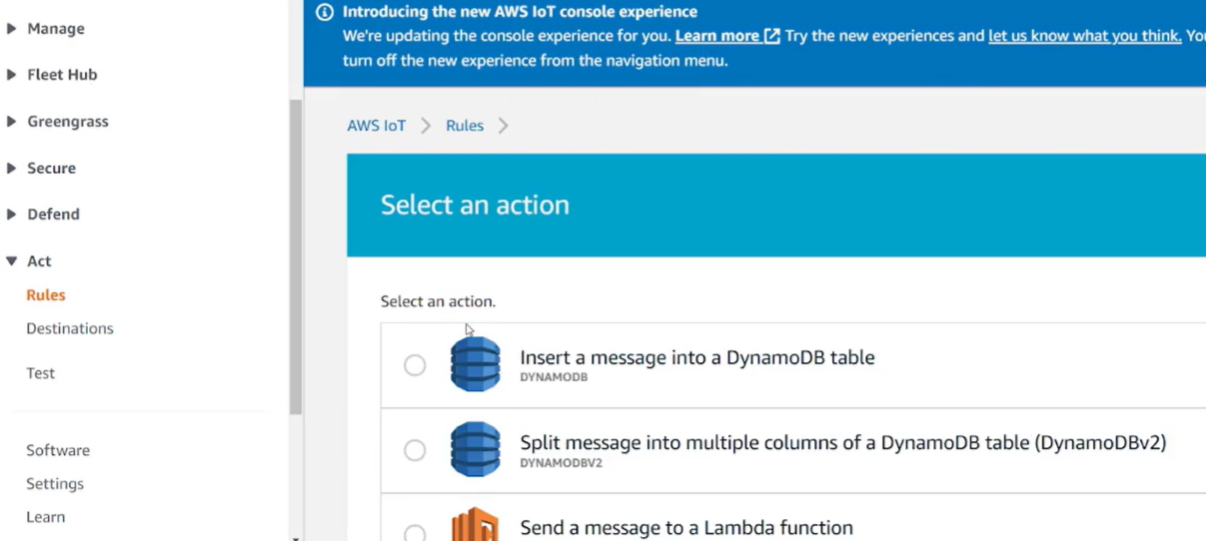 Manage
Fleet Hub
Greengrass
Secure
Defend
Act
Rules
Destinations
Test
Software
Settings
Learn
Introducing the new AWS IoT console experience
We're updating the console experience for you. Learn more Try the new experiences and let us know what you think.
turn off the new experience from the navigation menu.
AWS IoT > Rules >
Select an action
Select an action.
Insert a message into a DynamoDB table
DYNAMODB
Split message into multiple columns of a DynamoDB table (DynamoDBv2)
DYNAMODBV2
Send a message to a Lambda function